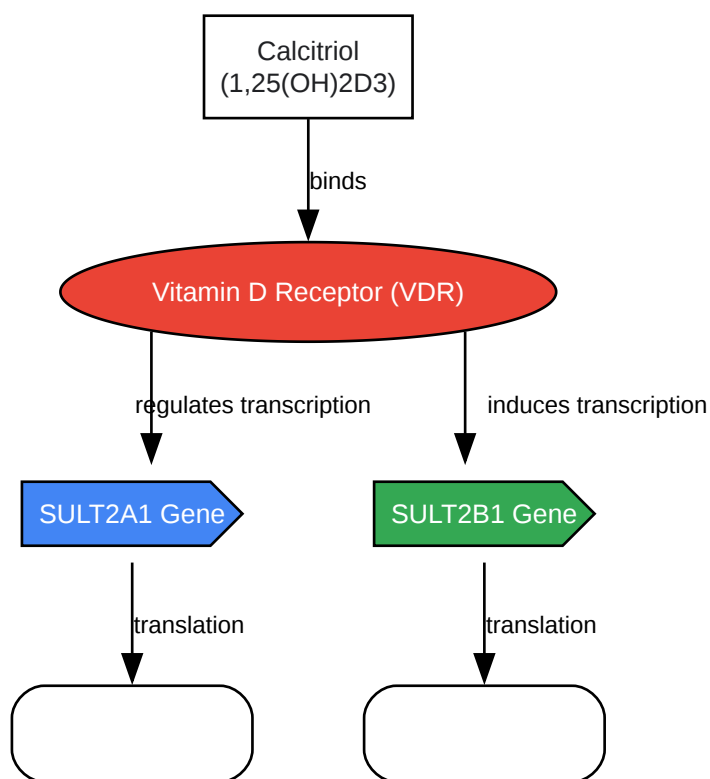 Calcitriol
(1,25(OH)2D3)
binds
Vitamin D Receptor (VDR)
regulates transcription
induces transcription
SULT2A1 Gene
SULT2B1 Gene
translation
translation